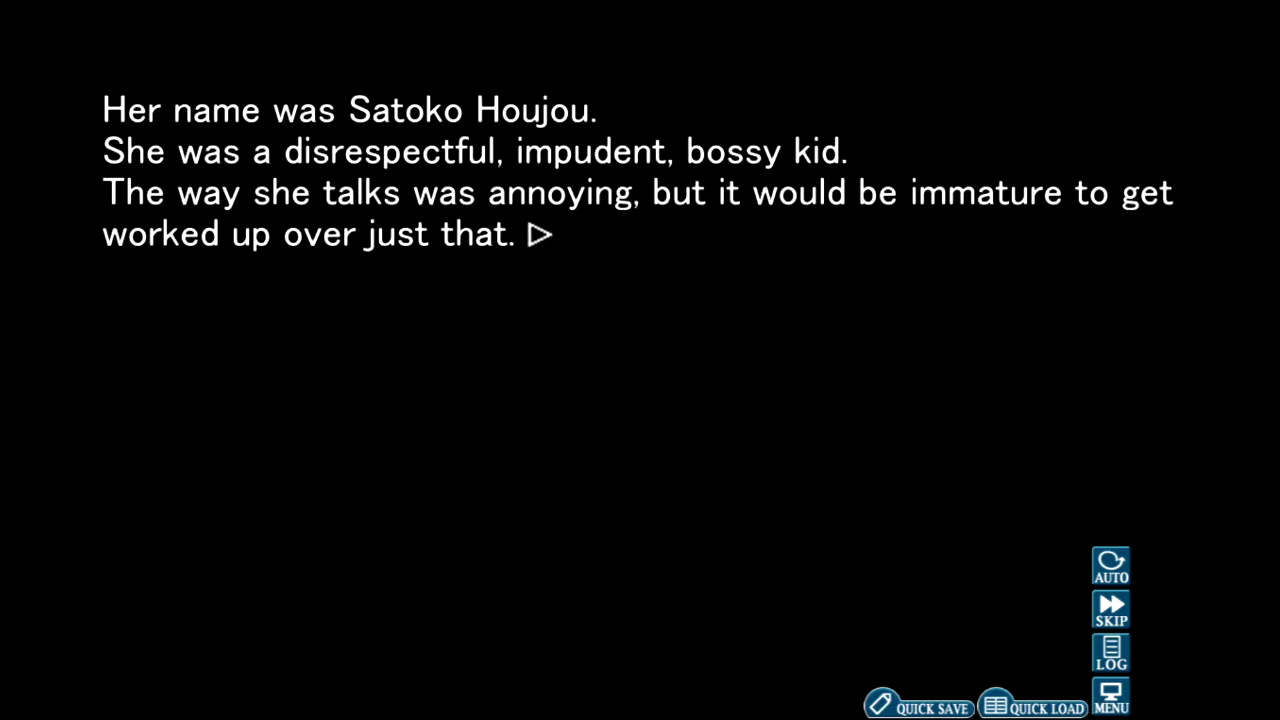 Her name was Satoko Houjou.
She was a disrespectful, impudent, bossy kid.
The way she talks was annoying, but it would be immature to get
worked up over just that.
AUTO
SKIP
LOG
MENU
QUICK SAVE
QUICK LOAD